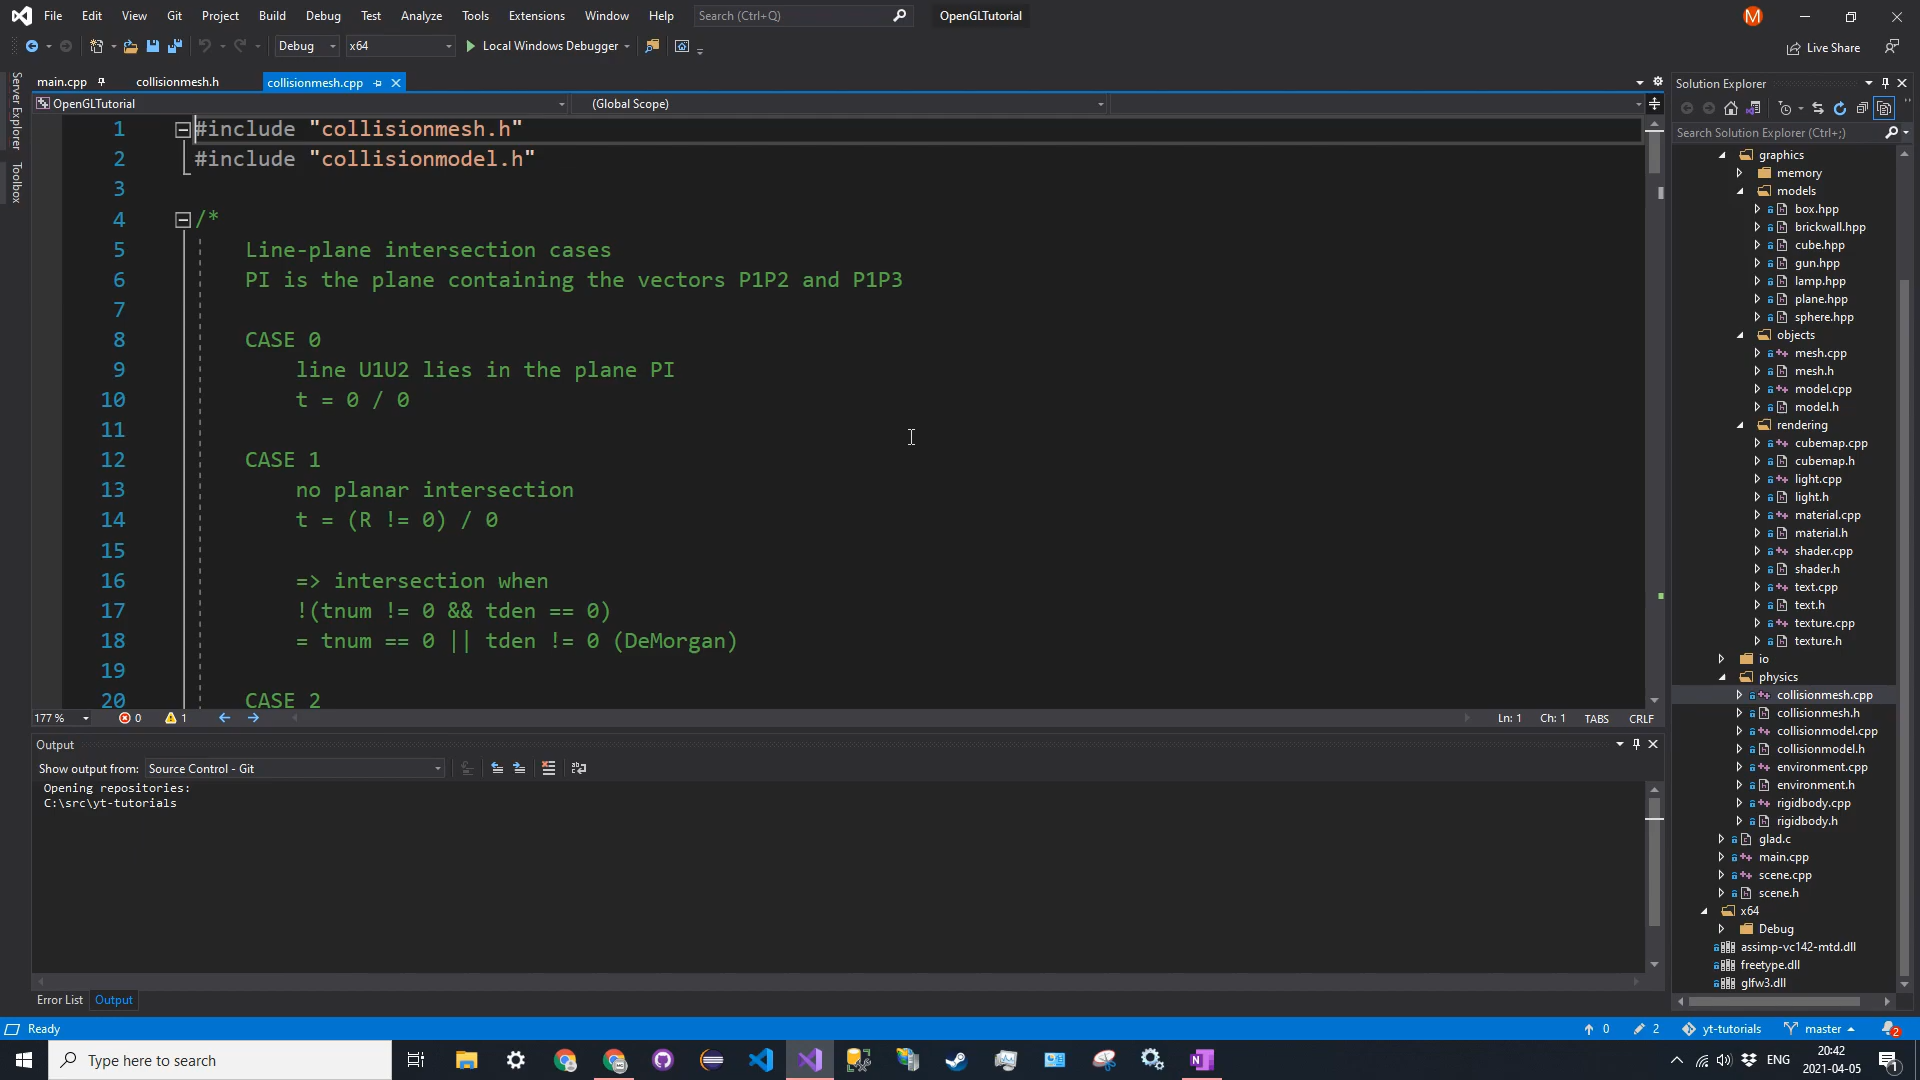 File Edit View Git Project Build Debug Test Analyze Tools Extensions Window Help Search (Ctrl+Q) OpenGLTutorial M
Debug x64 Local Windows Debugger Live Share
Server Explorer
Toolbox
main.cpp collisionmesh.h collisionmesh.cpp
OpenGLTutorial (Global Scope)
1 #include "collisionmesh.h"
2 #include "collisionmodel.h"
3
4 /*
5 Line-plane intersection cases
6 PI is the plane containing the vectors P1P2 and P1P3
7
8 CASE 0
9 line U1U2 lies in the plane PI
10 t = 0 / 0
11
12 CASE 1
13 no planar intersection
14 t = (R != 0) / 0
15
16 => intersection when
17 !(tnum != 0 && tden == 0)
18 = tnum == 0 || tden != 0 (DeMorgan)
19
20 CASE 2
177 % 0 1 Ln: 1 Ch: 1 TABS CRLF
Output
Show output from: Source Control - Git
Opening repositories:
C:\src\yt-tutorials
Error List Output
Solution Explorer
Search Solution Explorer (Ctrl+;)
graphics
memory
models
box.hpp
brickwall.hpp
cube.hpp
gun.hpp
lamp.hpp
plane.hpp
sphere.hpp
objects
mesh.cpp
mesh.h
model.cpp
model.h
rendering
cubemap.cpp
cubemap.h
light.cpp
light.h
material.cpp
material.h
shader.cpp
shader.h
text.cpp
text.h
texture.cpp
texture.h
io
physics
collisionmesh.cpp
collisionmesh.h
collisionmodel.cpp
collisionmodel.h
environment.cpp
environment.h
rigidbody.cpp
rigidbody.h
glad.c
main.cpp
scene.cpp
scene.h
x64
Debug
assimp-vc142-mtd.dll
freetype.dll
glfw3.dll
Ready 0 2 yt-tutorials master 2
Type here to search ENG 20:42
2021-04-05 1